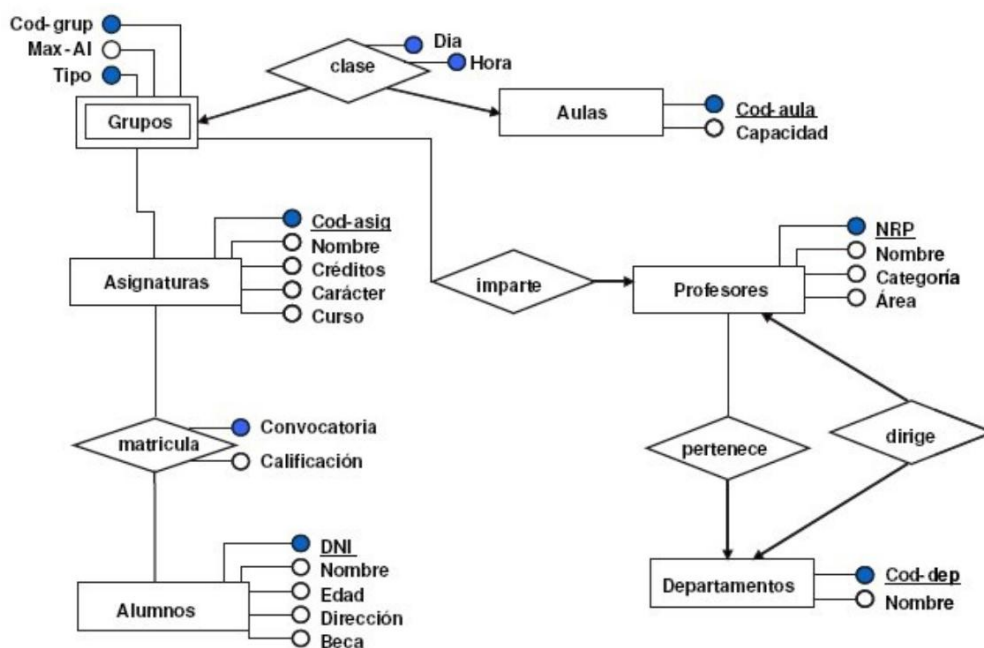 Cod-grup
Max-Al
Tipo
Grupos
clase
Dia
Hora
Aulas
Cod-aula
Capacidad
Asignaturas
Cod-asig
Nombre
Créditos
Carácter
Curso
imparte
Profesores
NRP
Nombre
Categoría
Área
matricula
Convocatoria
Calificación
pertenece
dirige
Alumnos
DNI
Nombre
Edad
Dirección
Beca
Departamentos
Cod-dep
Nombre